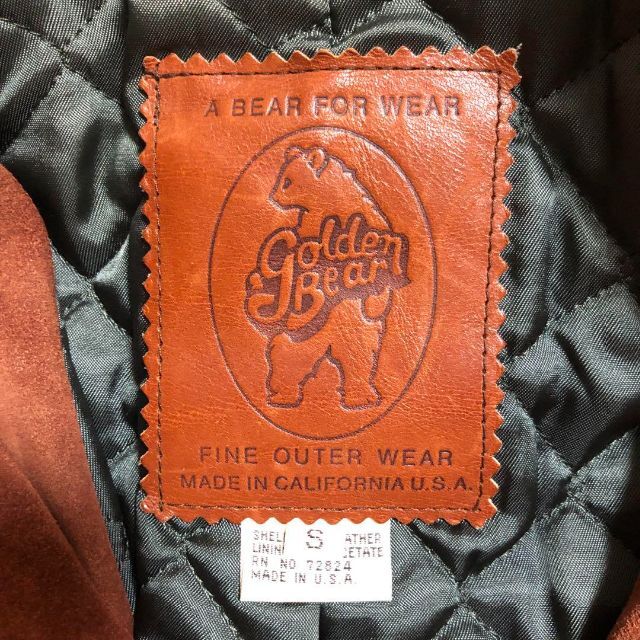 A BEAR FOR WEAR
Golden
Bear
FINE OUTER WEAR
MADE IN CALIFORNIA U.S.A.
S
RN NO 72824
MADE IN U.S.A.